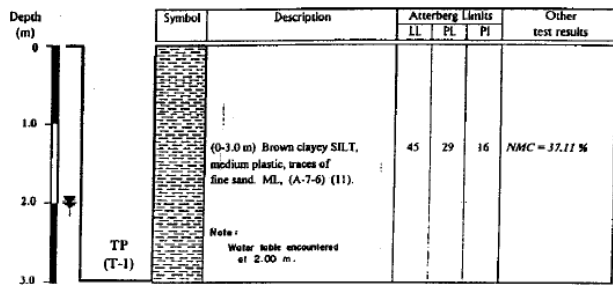 Depth
(m)
Symbol
Description
Atterberg Limits
LL PL PI
Other
test results
0
1.0
(0-3.0 m) Brown clayey SILT,
medium plastic, traces of
fine sand. ML, (A-7-6) (11).
45 29 16 NMC = 37.11 %
2.0
Note:
Water table encountered
at 2.00 m.
TP
(T-1)
3.0